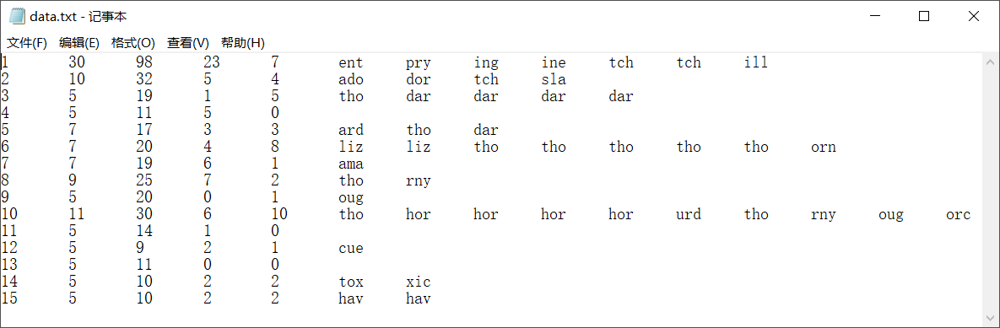 data.txt - 记事本
文件(F) 编辑(E) 格式(O) 查看(V) 帮助(H)
1 30 98 23 7 ent pry ing ine tch tch ill
2 10 32 5 4 ado dor tch sla
3 5 19 1 5 tho dar dar dar dar
4 5 11 5 0
5 7 17 3 3 ard tho dar
6 7 20 4 8 liz liz tho tho tho tho tho orn
7 7 19 6 1 ama
8 9 25 7 2 tho rny
9 5 20 0 1 oug
10 11 30 6 10 tho hor hor hor hor urd tho rny oug orc
11 5 14 1 0
12 5 9 2 1 cue
13 5 11 0 0
14 5 10 2 2 tox xic
15 5 10 2 2 hav hav